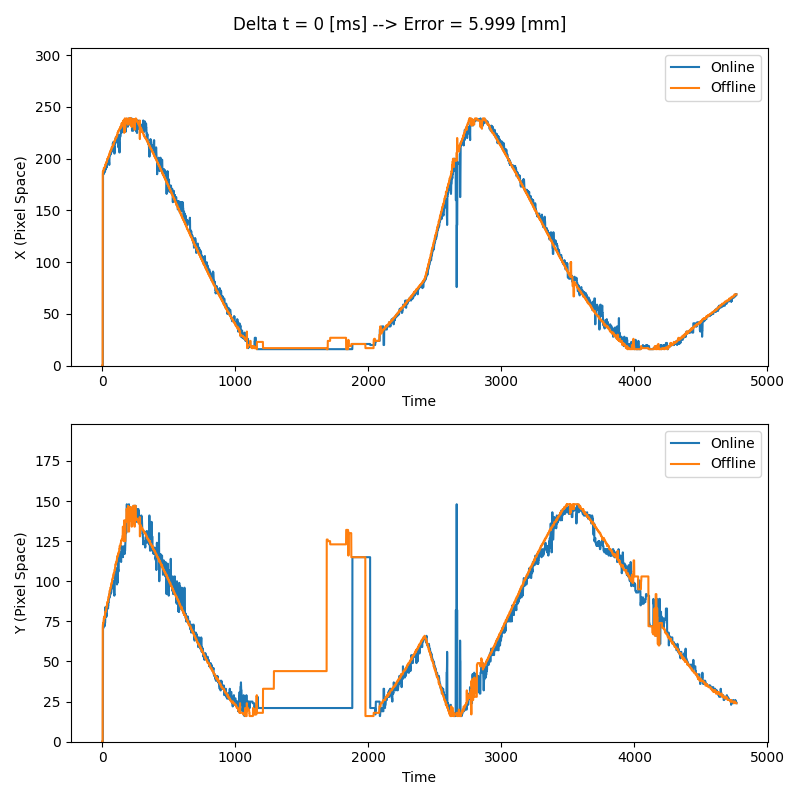 Delta t = 0 [ms] --> Error = 5.999 [mm]
300
250
200
150
100
50
0
X (Pixel Space)
Online
Offline
0 1000 2000 3000 4000 5000
Time
175
150
125
100
75
50
25
0
Y (Pixel Space)
Online
Offline
0 1000 2000 3000 4000 5000
Time